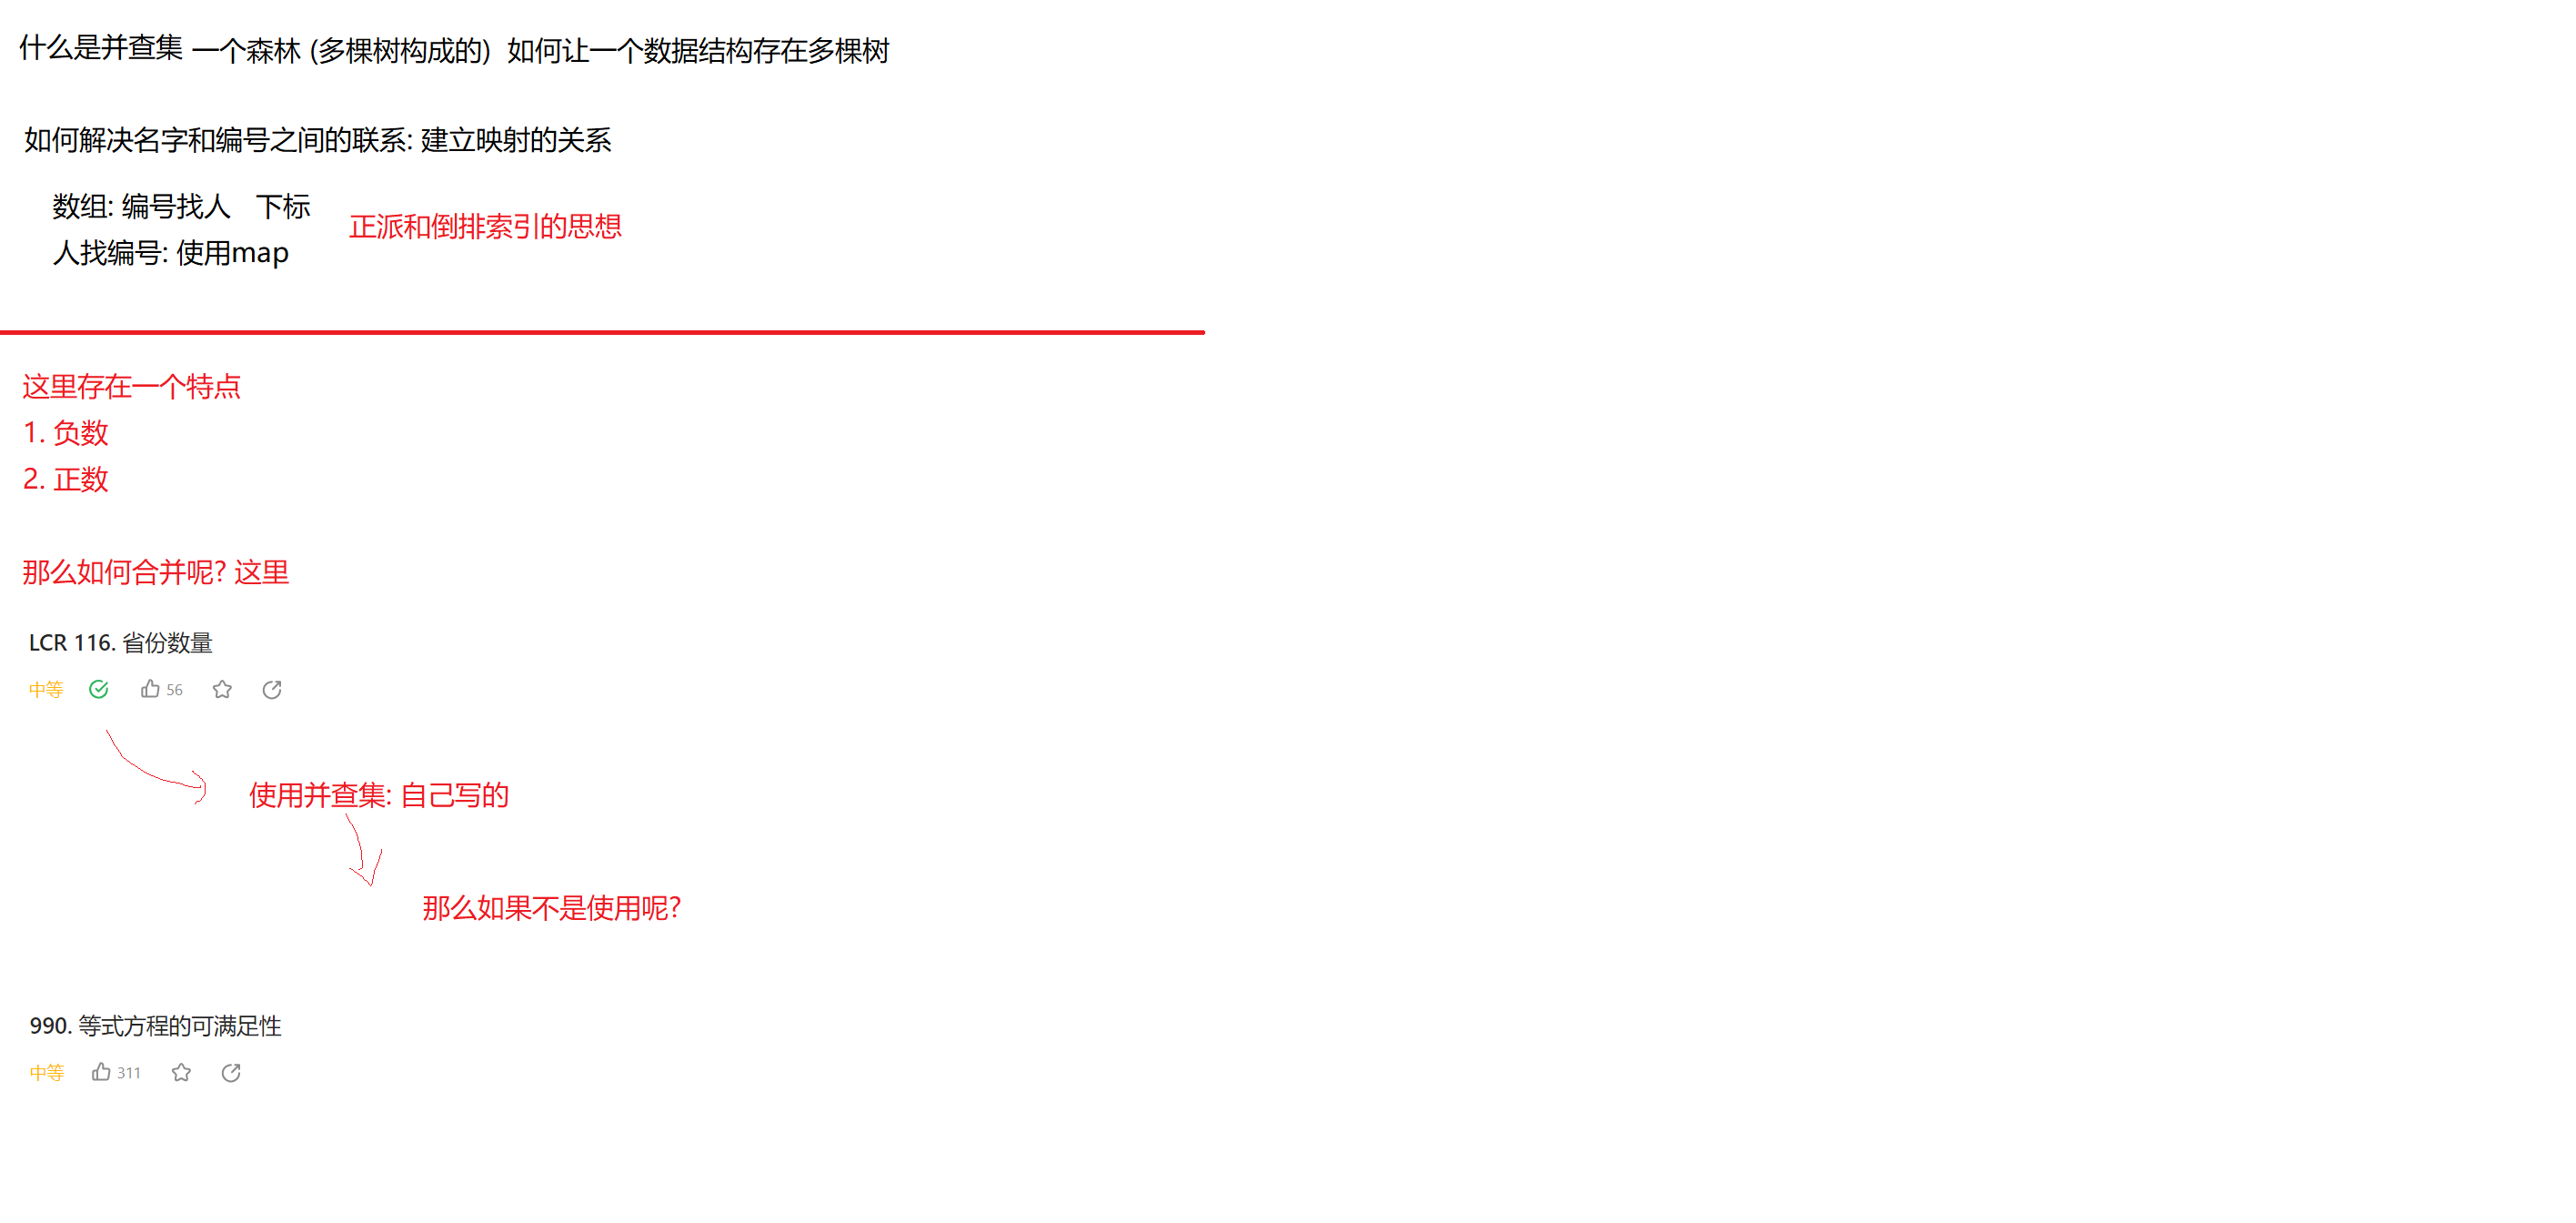 什么是并查集 一个森林 (多棵树构成的) 如何让一个数据结构存在多棵树
如何解决名字和编号之间的联系: 建立映射的关系
数组: 编号找人 下标
正派和倒排索引的思想
人找编号: 使用map
这里存在一个特点
1. 负数
2. 正数
那么如何合并呢? 这里
LCR 116. 省份数量
中等 56
使用并查集: 自己写的
那么如果不是使用呢?
990. 等式方程的可满足性
中等 311